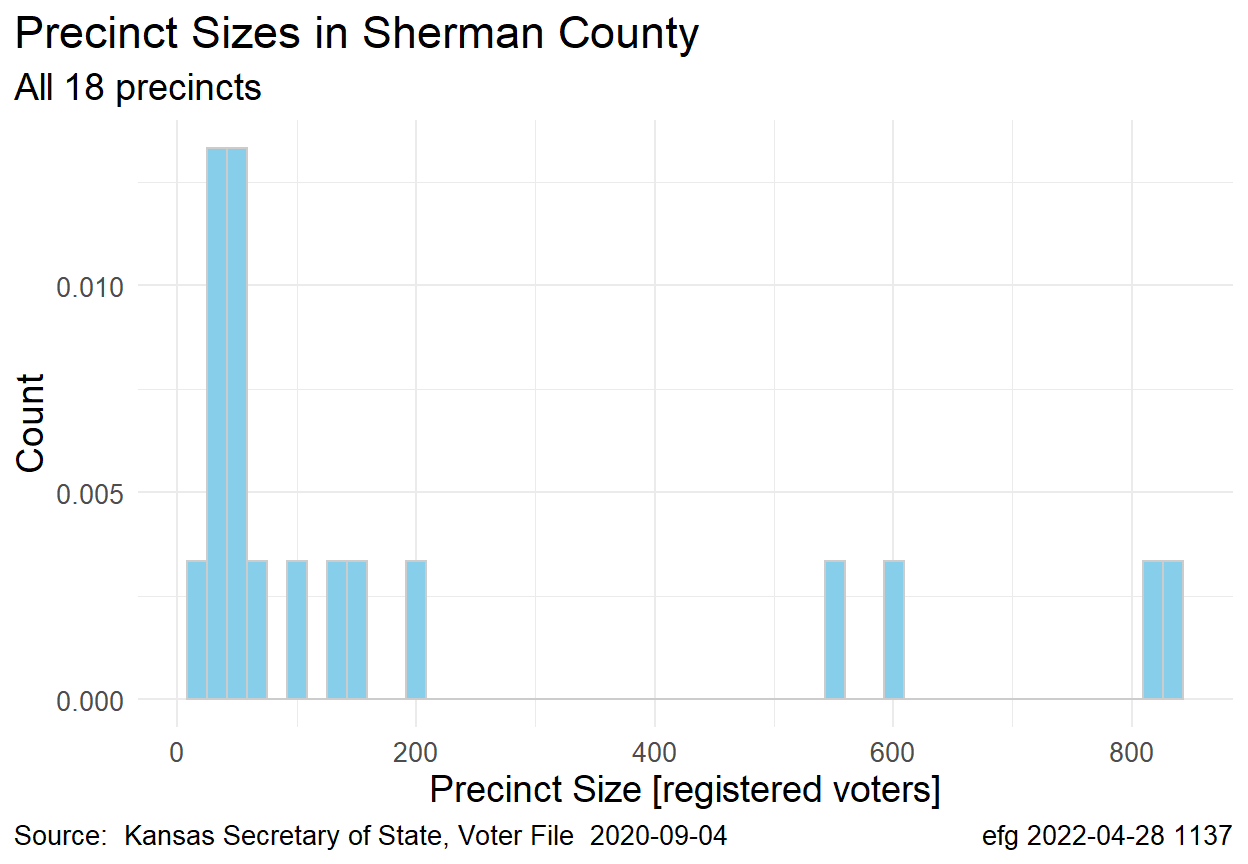 Precinct Sizes in Sherman County
All 18 precincts
Count
0.010
0.005
0.000
0 200 400 600 800
Precinct Size [registered voters]
Source:  Kansas Secretary of State, Voter File  2020-09-04
efg 2022-04-28 1137